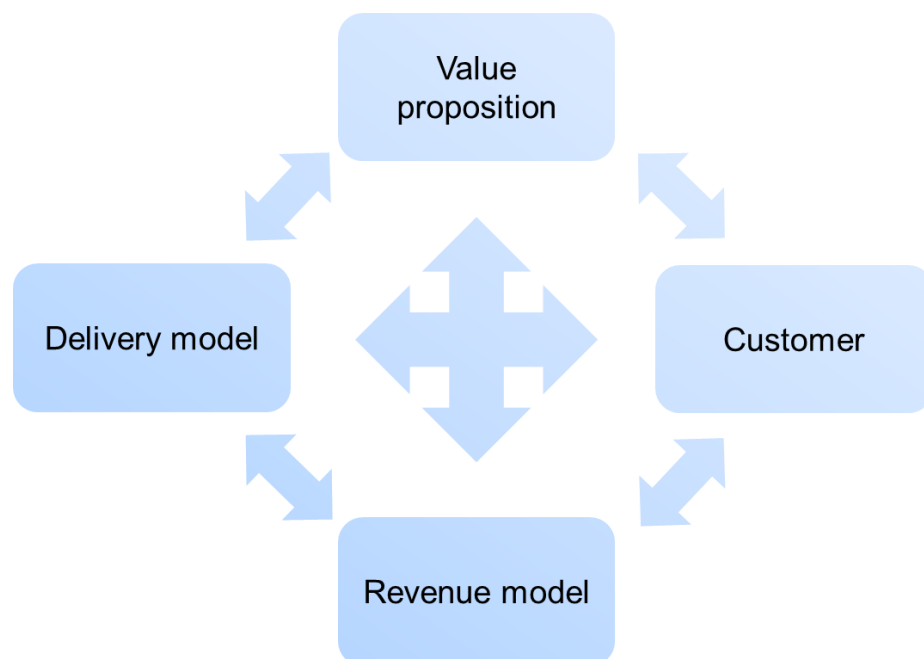 Value
proposition
Delivery model
Customer
Revenue model